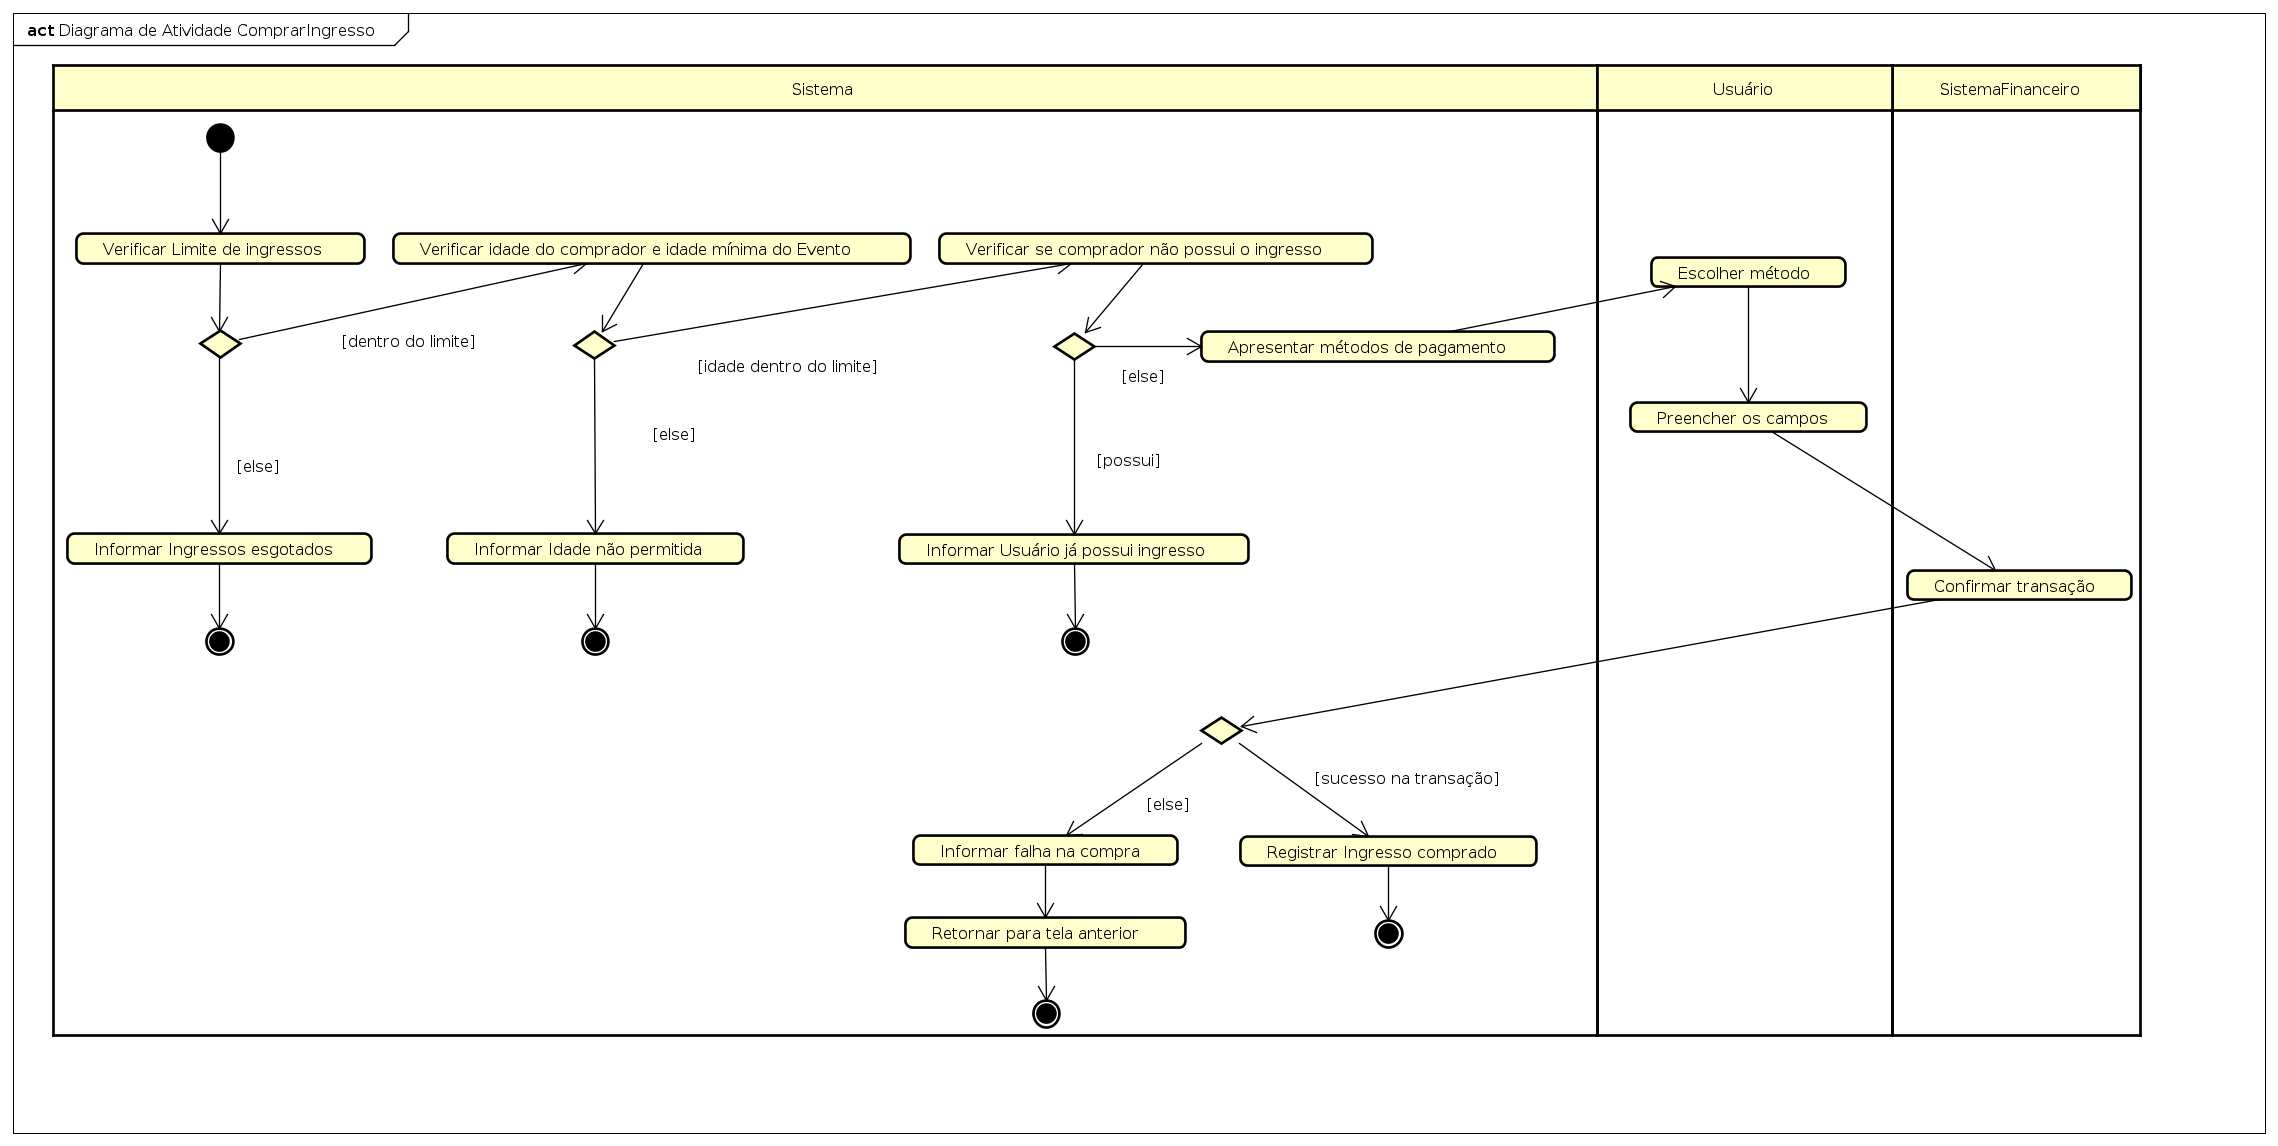 act Diagrama de Atividade ComprarIngresso
Sistema
Usuário
SistemaFinanceiro
Verificar Limite de ingressos
Verificar idade do comprador e idade mínima do Evento
Verificar se comprador não possui o ingresso
Escolher método
[dentro do limite]
Apresentar métodos de pagamento
[idade dentro do limite]
[else]
Preencher os campos
[else]
[possui]
[else]
Informar Ingressos esgotados
Informar Idade não permitida
Informar Usuário já possui ingresso
Confirmar transação
[sucesso na transação]
[else]
Informar falha na compra
Registrar Ingresso comprado
Retornar para tela anterior